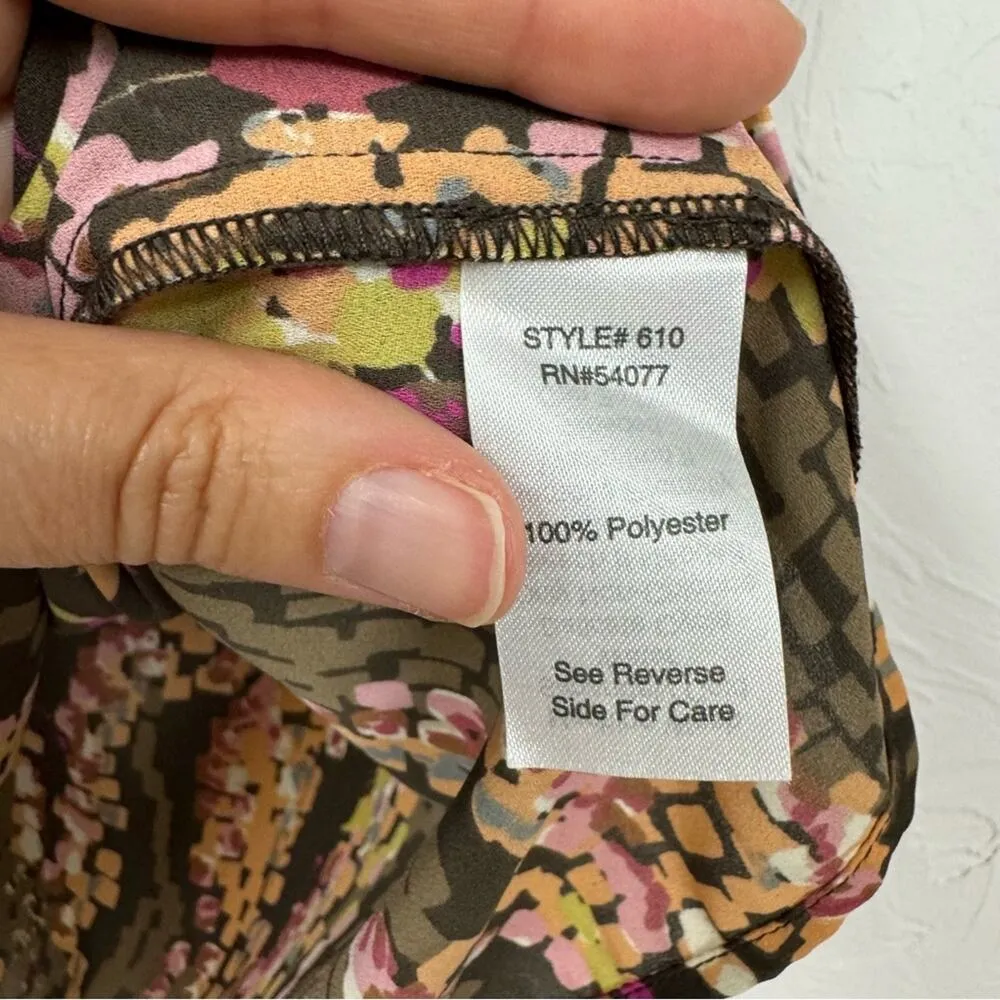 STYLE# 610
RN#54077
100% Polyester
See Reverse
Side For Care